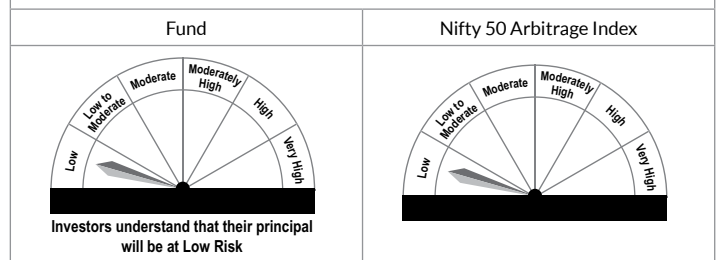 Fund
Nifty 50 Arbitrage Index
Low
Low to
Moderate
Moderate
Moderately
High
High
Very High
Investors understand that their principal
will be at Low Risk
Low
Low to
Moderate
Moderate
Moderately
High
High
Very High